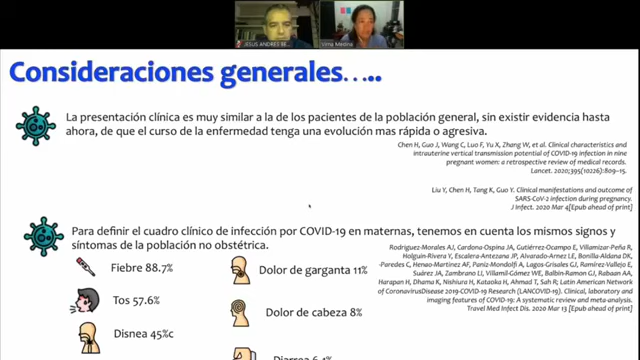 JESUS ANDRES BE...
Vima Medina
Consideraciones generales…..
La presentación clínica es muy similar a la de los pacientes de la población general, sin existir evidencia hasta
ahora, de que el curso de la enfermedad tenga una evolución mas rápida o agresiva.
Chen H, Guo J, Wang C, Luo F, Yu X, Zhang W, et al. Clinical characteristics and
intrauterine vertical transmission potential of COVID-19 infection in nine
pregnant women: a retrospective review of medical records.
Lancet. 2020;395(10226):809–15.
Liu Y, Chen H, Tang K, Guo Y. Clinical manifestations and outcome of
SARS-CoV-2 infection during pregnancy.
J Infect. 2020 Mar 4[Epub ahead of print]
Para definir el cuadro clínico de infección por COVID-19 en maternas, tenemos en cuenta los mismos signos y
síntomas de la población no obstétrica.
Rodriguez-Morales AJ, Cardona-Ospina JA, Gutiérrez-Ocampo E, Villamizar-Peña R,
Holguin-Rivera Y, Escalera-Antezana JP, Alvarado-Arnez LE, Bonilla-Aldana DK,
-Paredes C, Henao-Martinez AF, Paniz-Mondolfi A, Lagos-Grisales GJ, Ramírez-Vallejo E,
Suárez JA, Zambrano LI, Villamil-Gómez WE, Balbin-Ramon GJ, Rabaan AA,
Harapan H, Dhama K, Nishiura H, Kataoka H, Ahmad T, Sah R; Latin American Network
of CoronavirusDisease 2019-COVID-19 Research (LANCOVID-19). Clinical, laboratory and
imaging features of COVID-19: A systematic review and meta-analysis.
Travel Med Infect Dis. 2020 Mar 13 [Epub ahead of print]
Fiebre 88.7%
Dolor de garganta 11%
Tos 57.6%
Dolor de cabeza 8%
Disnea 45%c
Diarrea 6.1%